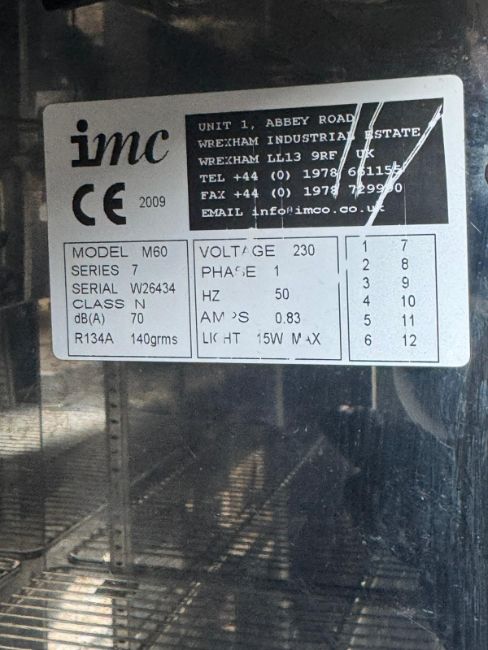 imc
CE 2009
UNIT 1, ABBEY ROAD
WREXHAM INDUSTRIAL ESTATE
WREXHAM LL13 9RF UK
TEL +44 (0) 1978 661155
FAX +44 (0) 1978 729990
EMAIL info@imco.co.uk
MODEL M60
SERIES 7
SERIAL W26434
CLASS N
dB(A) 70
R134A 140grms
VOLTAGE 230
PHASE 1
HZ 50
AMPS 0.83
LIGHT 15W MAX
1 7
2 8
3 9
4 10
5 11
6 12